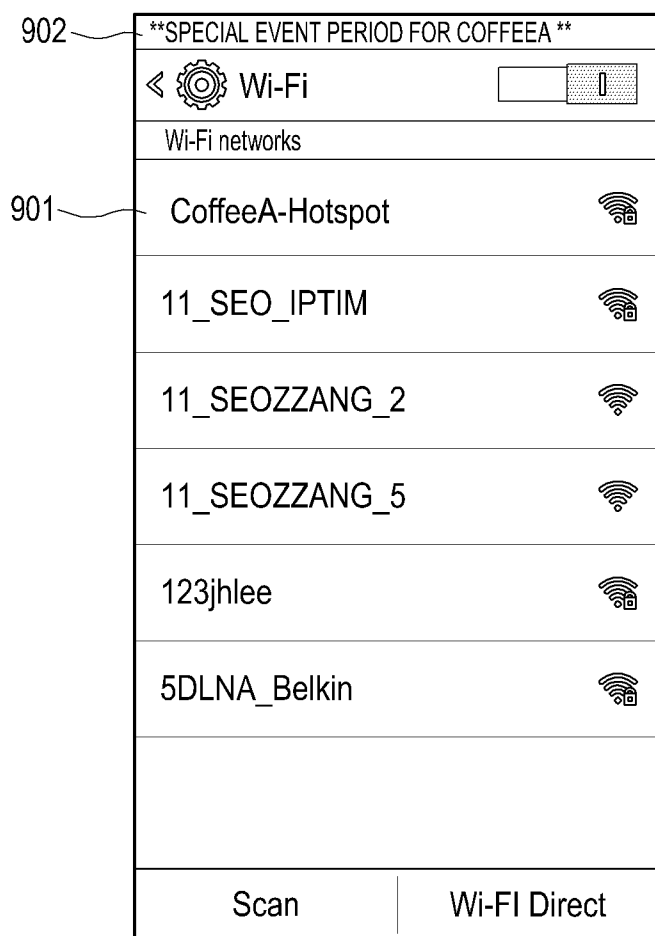 902
**SPECIAL EVENT PERIOD FOR COFFEEA **
Wi-Fi
Wi-Fi networks
901
CoffeeA-Hotspot
11_SEO_IPTIM
11_SEOZZANG_2
11_SEOZZANG_5
123jhlee
5DLNA_Belkin
Scan
Wi-FI Direct